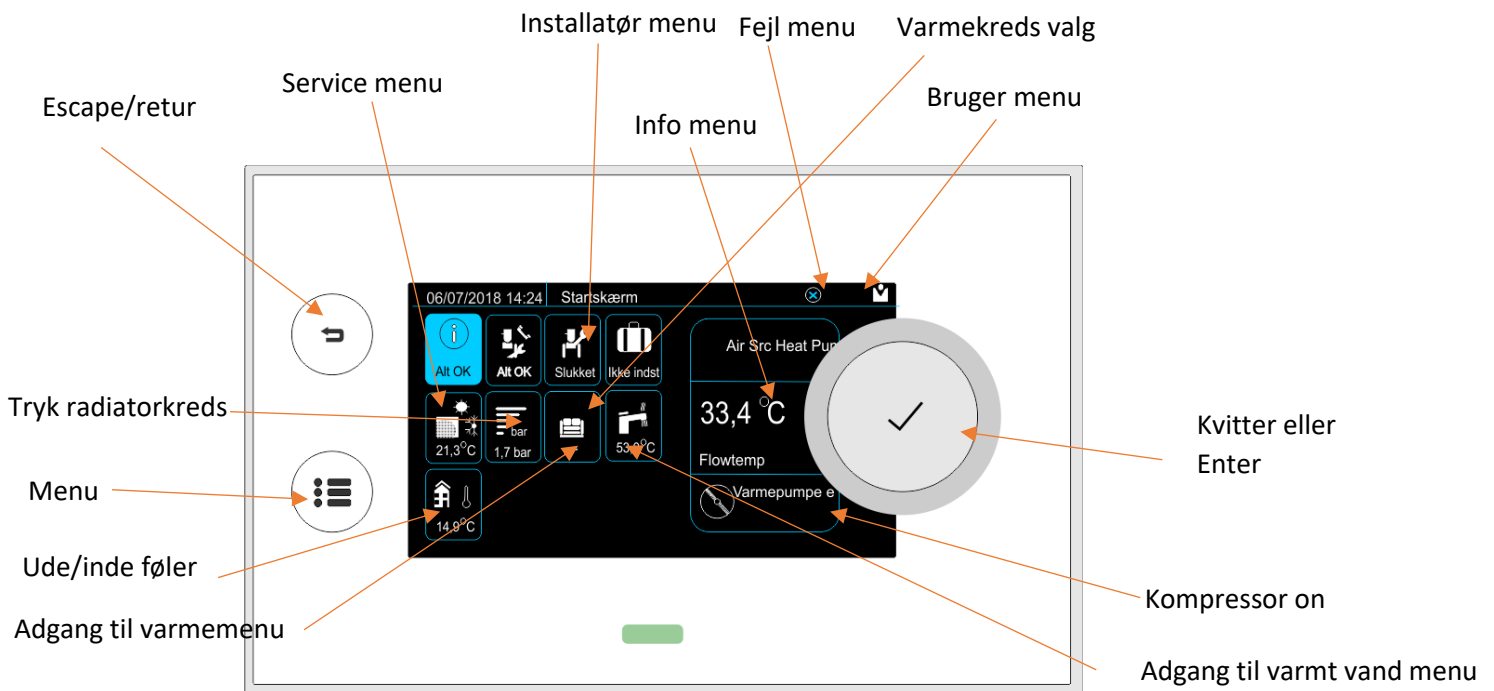 Installatør menu
Fejl menu
Varmekreds valg
Service menu
Bruger menu
Escape/retur
Info menu
06/07/2018 14:24
Startskærm
Alt OK
Alt OK
Slukket
Ikke indst
Air Src Heat Pum
Tryk radiatorkreds
bar
21,3°C
1,7 bar
33,4 °C
Flowtemp
Kvitter eller
Enter
Menu
Varmepumpe e
14,9°C
Ude/inde føler
Kompressor on
Adgang til varmemenu
Adgang til varmt vand menu